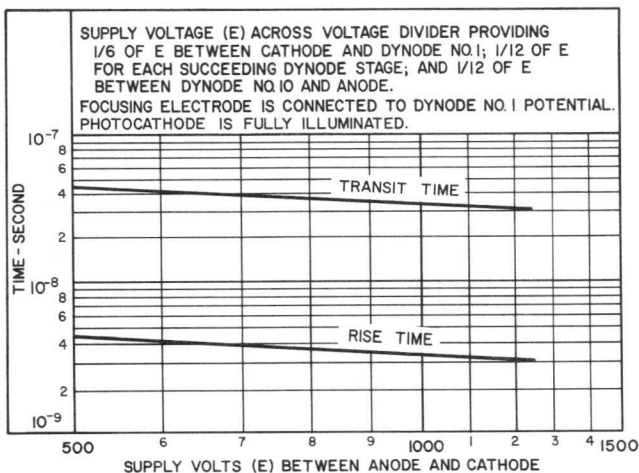 SUPPLY VOLTAGE (E) ACROSS VOLTAGE DIVIDER PROVIDING
1/6 OF E BETWEEN CATHODE AND DYNODE NO.1; 1/12 OF E
FOR EACH SUCCEEDING DYNODE STAGE; AND 1/12 OF E
BETWEEN DYNODE NO.10 AND ANODE.
FOCUSING ELECTRODE IS CONNECTED TO DYNODE NO. 1 POTENTIAL.
PHOTOCATHODE IS FULLY ILLUMINATED.
TIME-SECOND
10-7
8
6
4
2
10-8
8
6
4
2
10-9
TRANSIT TIME
RISE TIME
500 6 7 8 9 1000 1 2 3 4 1500
SUPPLY VOLTS (E) BETWEEN ANODE AND CATHODE